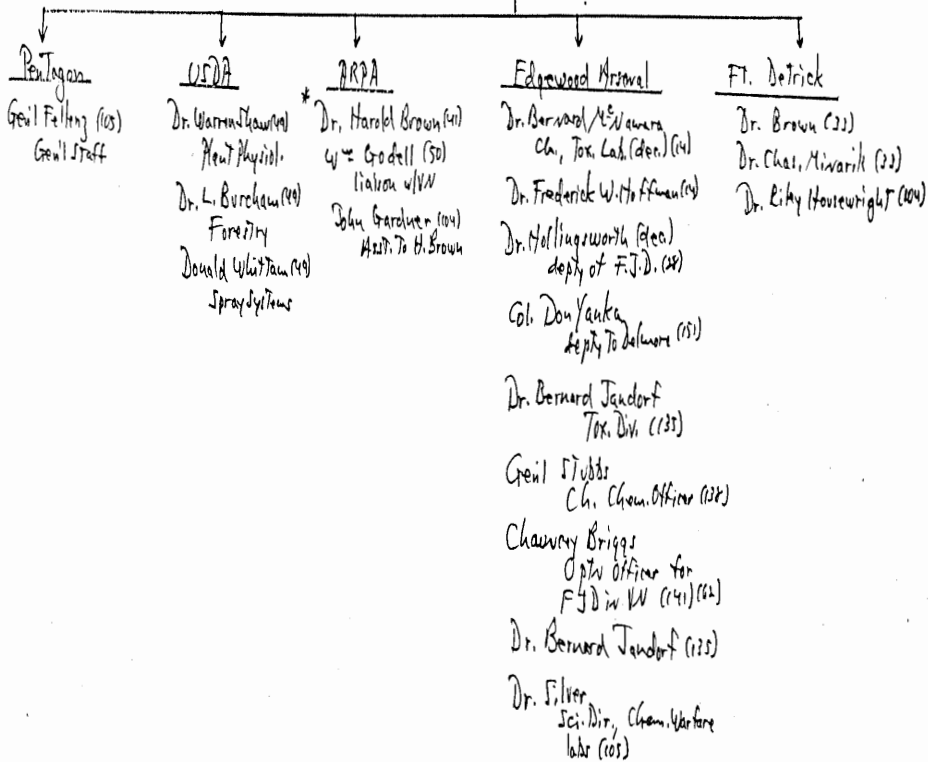 Pentagon
Gen'l Fellenz (105)
Gen'l Staff
USDA
Dr. Warren Shaw (49)
Plant Physiol.
Dr. L. Burcham (49)
Forestry
Donald Whittam (49)
Spray Systems
* ARPA
Dr. Harold Brown (41)
Wm Godell (50)
liaison w/VN
John Gardner (104)
Asst. To H. Brown
Edgewood Arsenal
Dr. Bernard McNamara
Ch., Tox. Lab. (dec.) (14)
Dr. Frederick W. Hoffman (14)
Dr. Hollingsworth (dec.)
depty of F.J.D. (28)
Col. Don Yanka
depty To Delmore (151)
Dr. Bernard Jandorf
Tox. Div. (135)
Gen'l Stubbs
Ch. Chem. Officer (138)
Chauncey Briggs
Optn Officer for
FJD in VN (141) (62)
Dr. Bernard Jandorf (135)
Dr. Silver
Sci. Dir., Chem. Warfare
labs (105)
Ft. Detrick
Dr. Brown (33)
Dr. Chas. Minarik (33)
Dr. Riley Housewright (104)